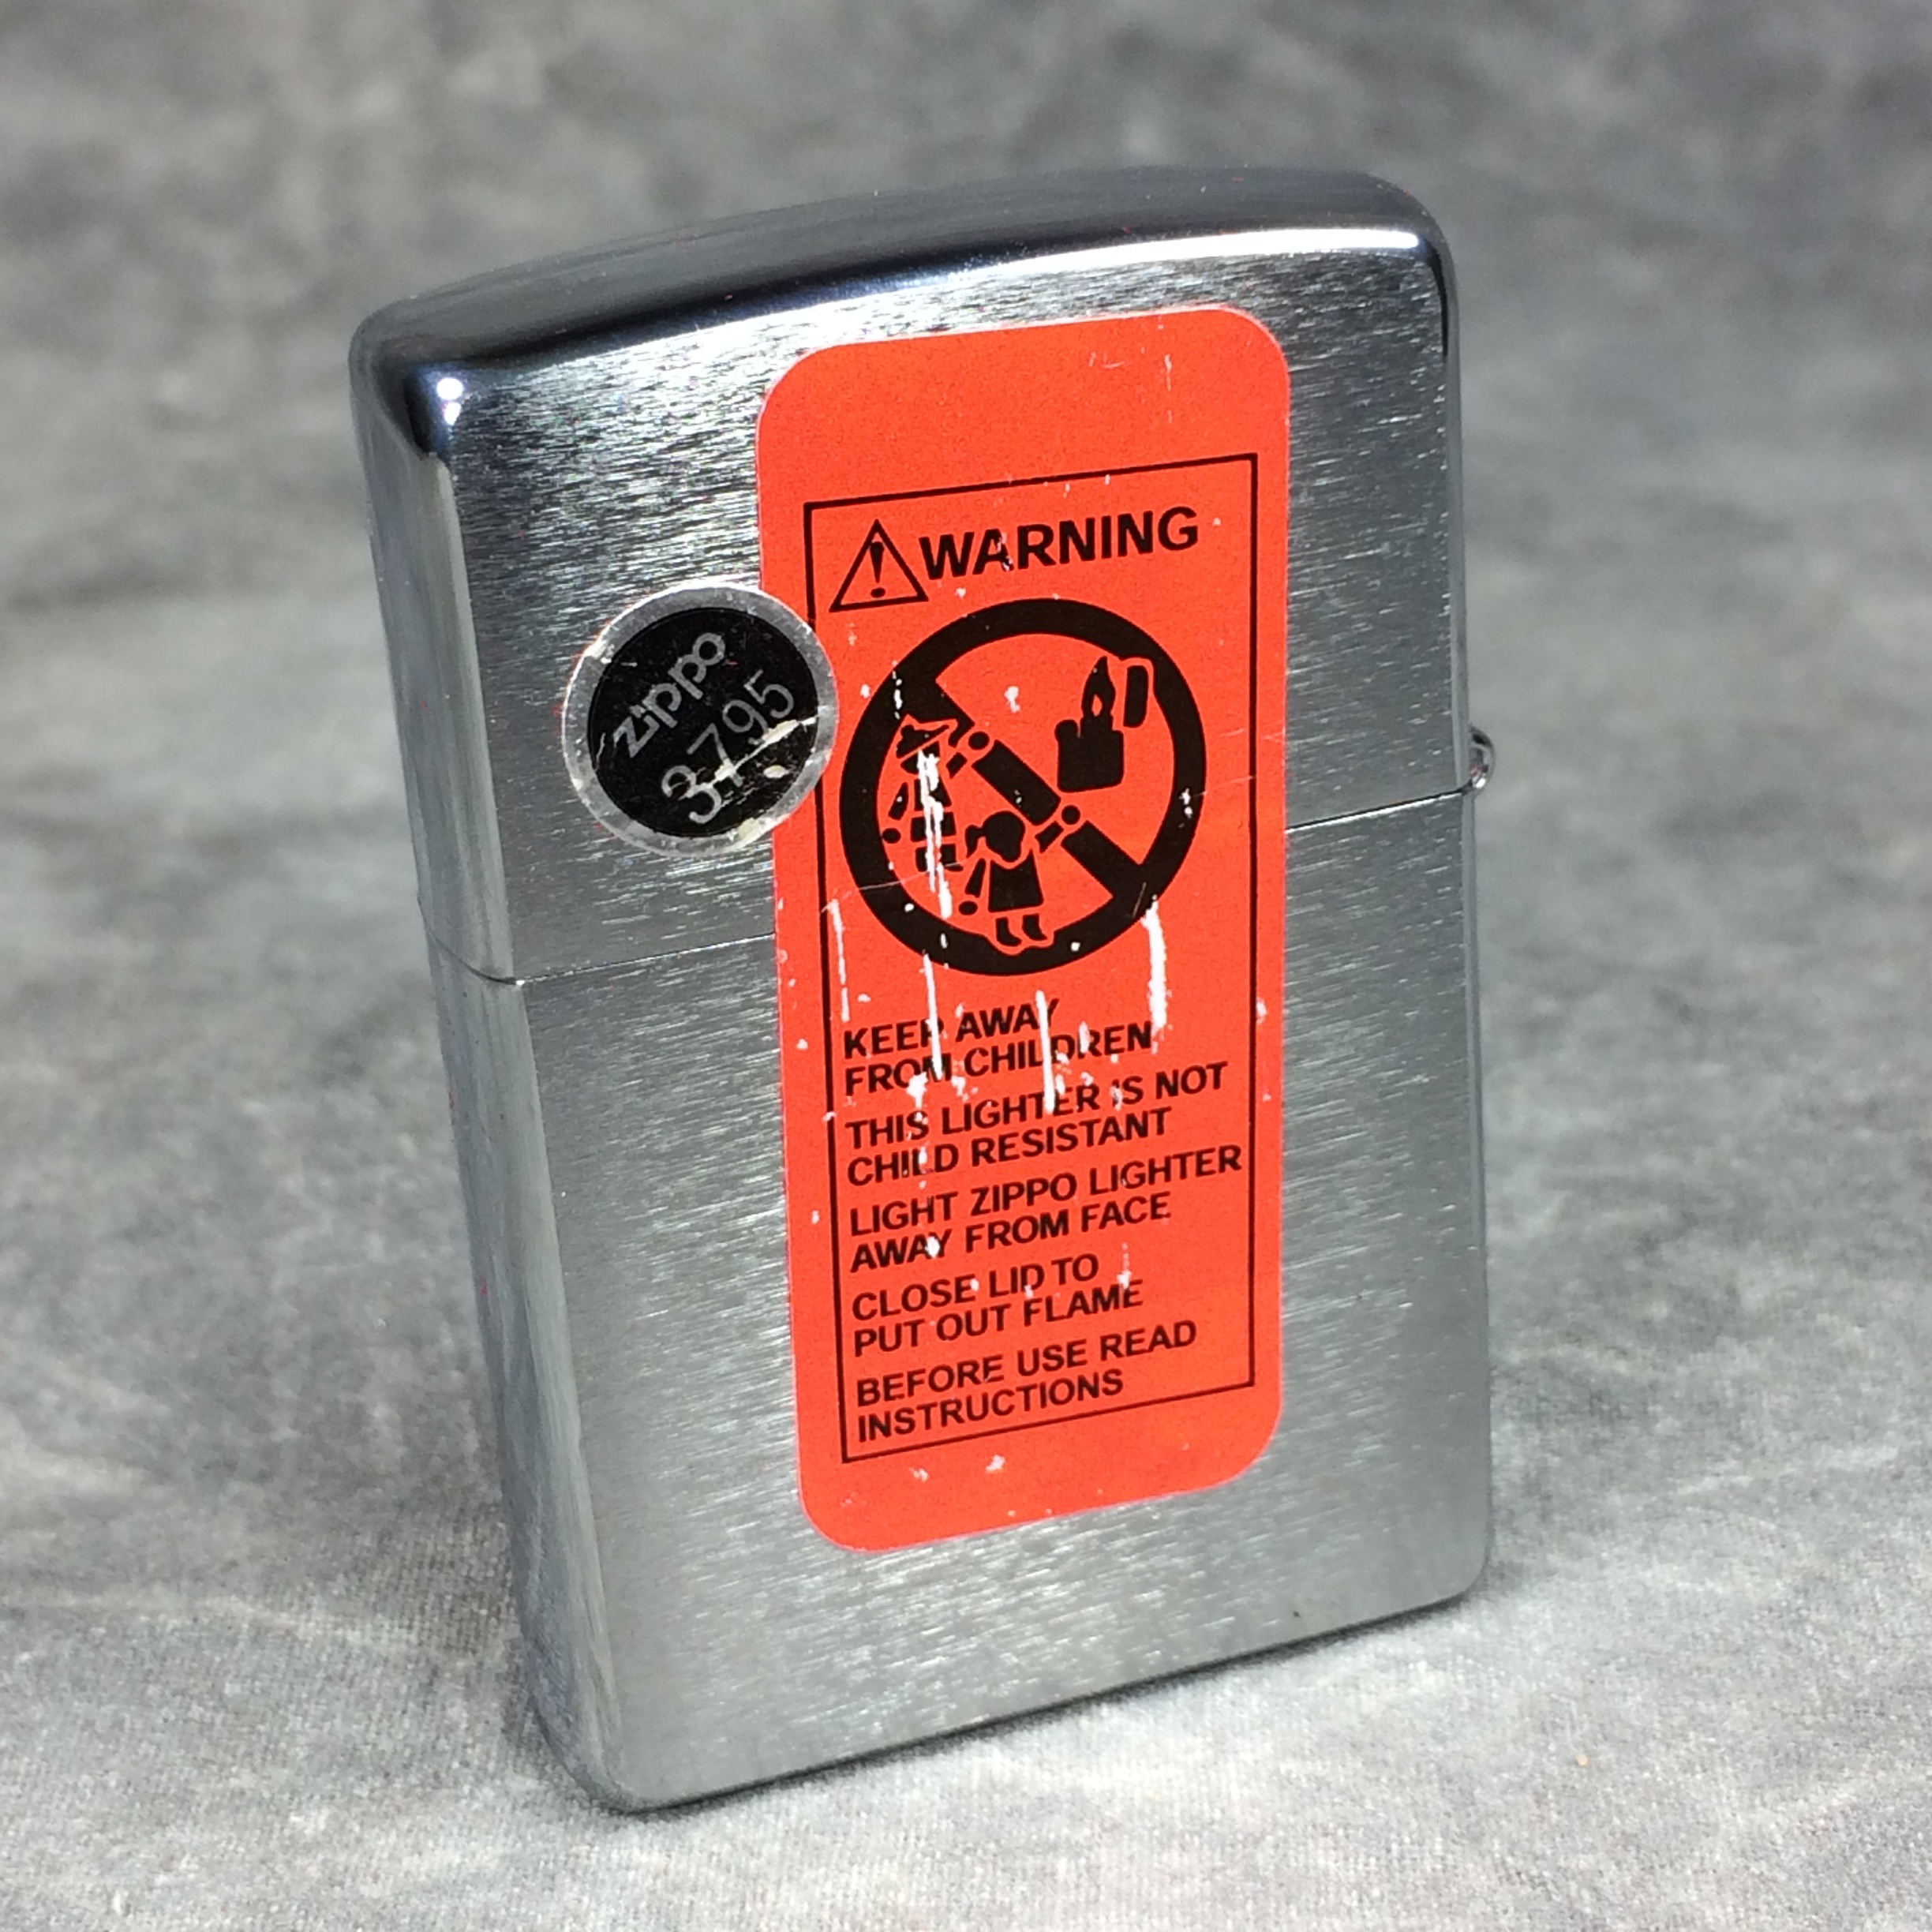 WARNING
zippo
3795
KEEP AWAY
FROM CHILDREN
THIS LIGHTER IS NOT
CHILD RESISTANT
LIGHT ZIPPO LIGHTER
AWAY FROM FACE
CLOSE LID TO
PUT OUT FLAME
BEFORE USE READ
INSTRUCTIONS